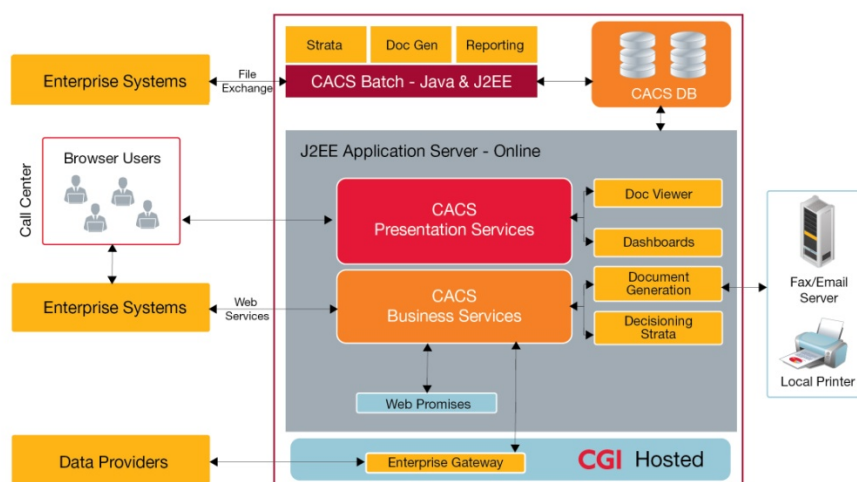 Strata
Doc Gen
Reporting
Enterprise Systems
File
Exchange
CACS Batch - Java & J2EE
CACS DB
J2EE Application Server - Online
Call Center
Browser Users
CACS
Presentation Services
Doc Viewer
Dashboards
Enterprise Systems
Web
Services
CACS
Business Services
Document
Generation
Decisioning
Strata
Fax/Email
Server
Local Printer
Web Promises
Data Providers
Enterprise Gateway
CGI Hosted